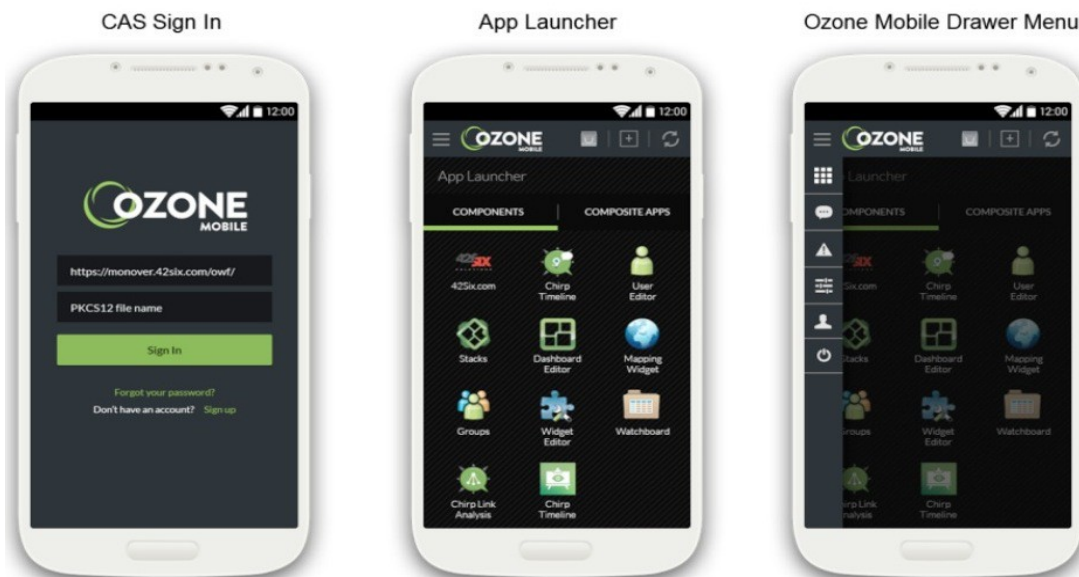 CAS Sign In
App Launcher
Ozone Mobile Drawer Menu
12:00
OZONE
MOBILE
https://monover.42six.com/owf/
PKCS12 file name
Sign In
Forgot your password?
Don't have an account? Sign up
12:00
OZONE
MOBILE
App Launcher
COMPONENTS
COMPOSITE APPS
42SIX
SOLUTIONS
42Six.com
Chirp
Timeline
User
Editor
Stacks
Dashboard
Editor
Mapping
Widget
Groups
Widget
Editor
Watchboard
Chirp Link
Analysis
Chirp
Timeline
12:00
OZONE
MOBILE
Launcher
OMPONENTS
COMPOSITE APPS
Six.com
Chirp
Timeline
User
Editor
Stacks
Dashboard
Editor
Mapping
Widget
Groups
Widget
Editor
Watchboard
irp Link
nalysis
Chirp
Timeline